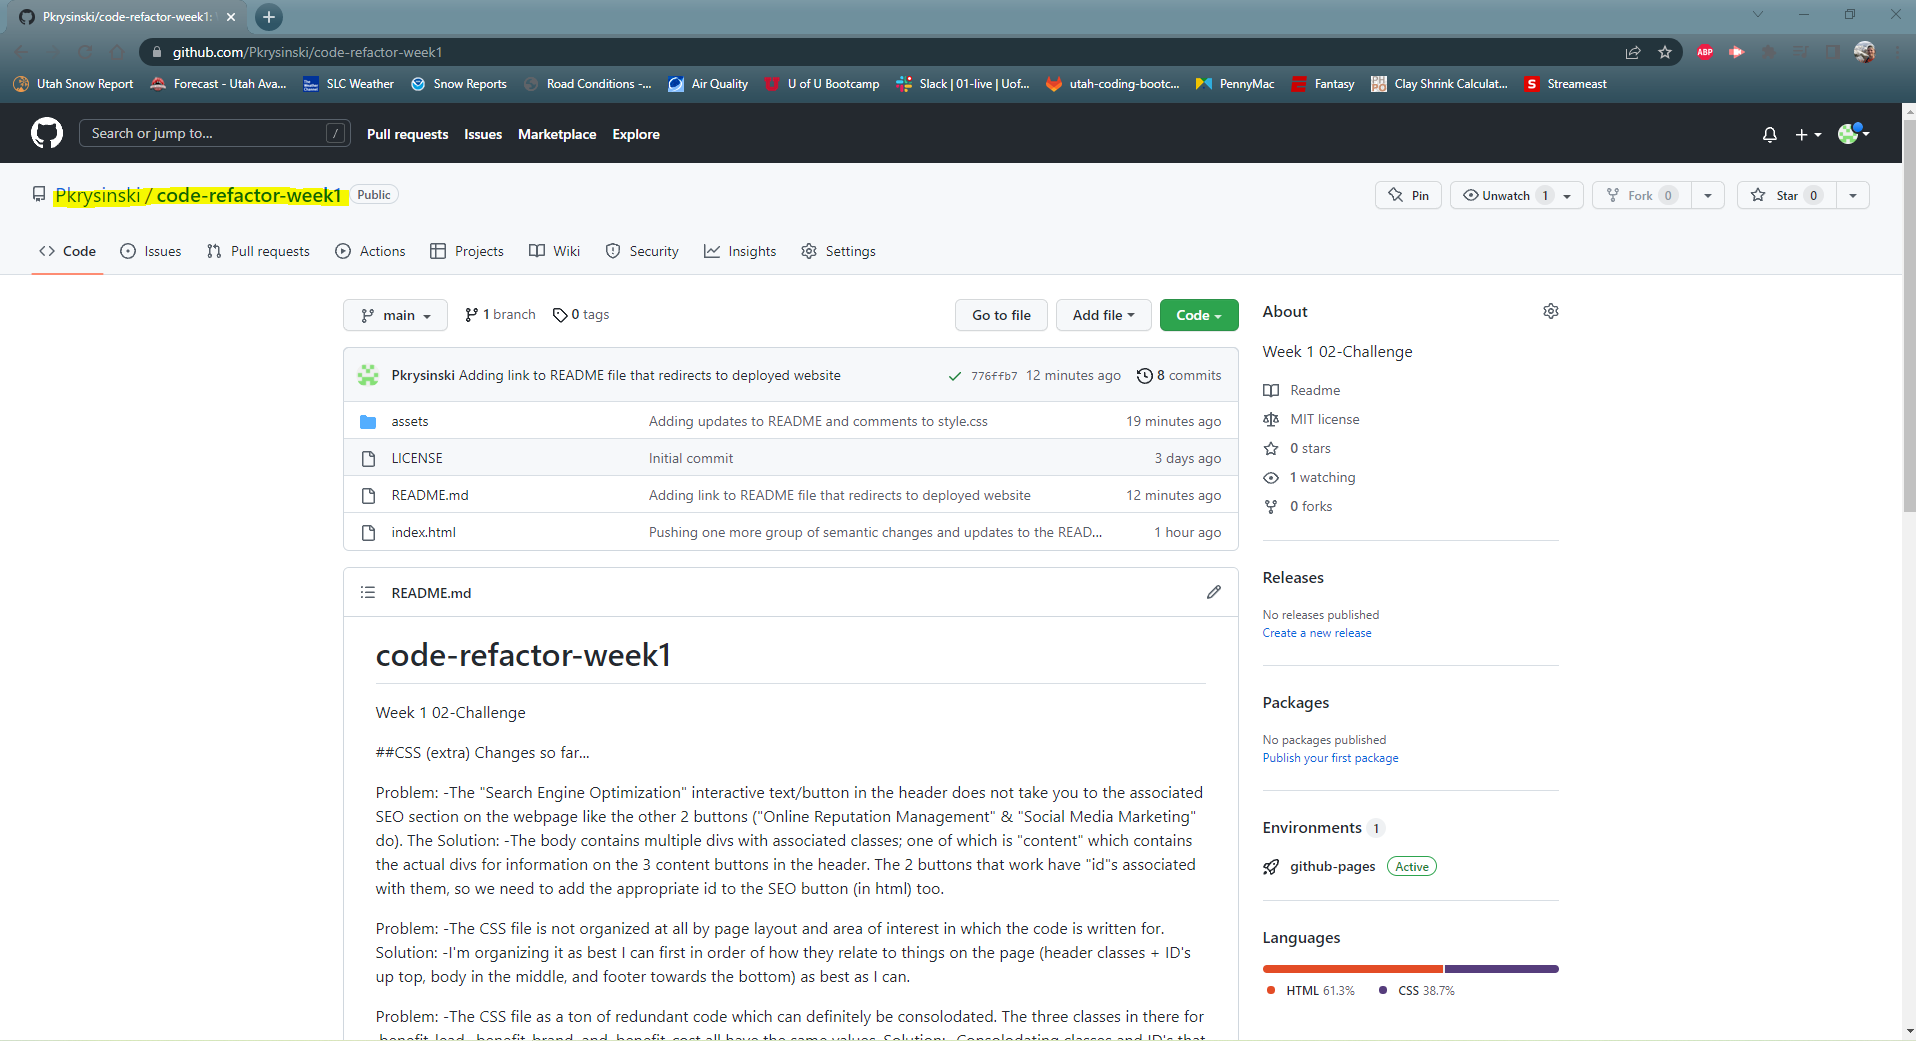 Pkrysinski/code-refactor-week1:
github.com/Pkrysinski/code-refactor-week1
ABP
Utah Snow Report Forecast - Utah Ava... SLC Weather Snow Reports Road Conditions -... Air Quality U of U Bootcamp Slack | 01-live | Uof... utah-coding-bootc... PennyMac Fantasy Clay Shrink Calculat... Streameast
Search or jump to... / Pull requests Issues Marketplace Explore
Pkrysinski / code-refactor-week1 Public Pin Unwatch 1 Fork 0 Star 0
Code Issues Pull requests Actions Projects Wiki Security Insights Settings
main 1 branch 0 tags Go to file Add file Code
Pkrysinski Adding link to README file that redirects to deployed website 776ffb7 12 minutes ago 8 commits
assets Adding updates to README and comments to style.css 19 minutes ago
LICENSE Initial commit 3 days ago
README.md Adding link to README file that redirects to deployed website 12 minutes ago
index.html Pushing one more group of semantic changes and updates to the READ... 1 hour ago
README.md
code-refactor-week1
Week 1 02-Challenge
##CSS (extra) Changes so far...
Problem: -The "Search Engine Optimization" interactive text/button in the header does not take you to the associated
SEO section on the webpage like the other 2 buttons ("Online Reputation Management" & "Social Media Marketing"
do). The Solution: -The body contains multiple divs with associated classes; one of which is "content" which contains
the actual divs for information on the 3 content buttons in the header. The 2 buttons that work have "id"s associated
with them, so we need to add the appropriate id to the SEO button (in html) too.
Problem: -The CSS file is not organized at all by page layout and area of interest in which the code is written for.
Solution: -I'm organizing it as best I can first in order of how they relate to things on the page (header classes + ID's
up top, body in the middle, and footer towards the bottom) as best as I can.
Problem: -The CSS file as a ton of redundant code which can definitely be consolodated. The three classes in there for
.benefit-lead, .benefit-brand, and .benefit-cost all have the same values. Solution: -Consolodating classes and ID's that
About
Week 1 02-Challenge
Readme
MIT license
0 stars
1 watching
0 forks
Releases
No releases published
Create a new release
Packages
No packages published
Publish your first package
Environments 1
github-pages Active
Languages
HTML 61.3% CSS 38.7%